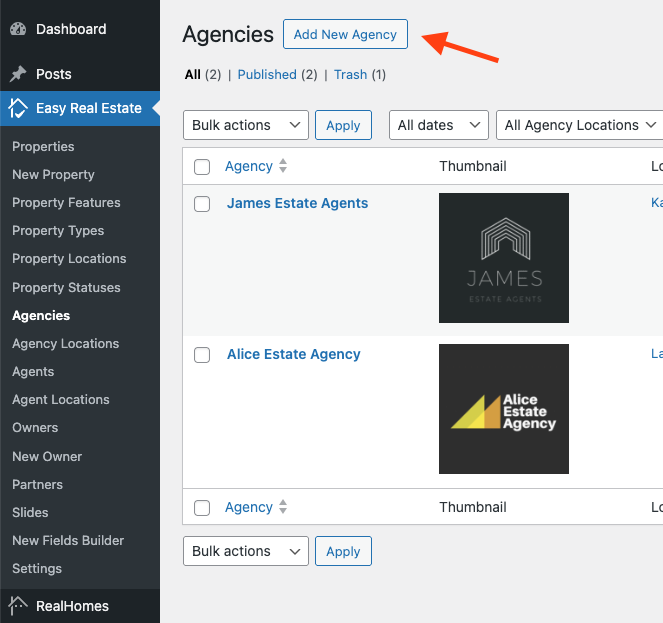 Dashboard
Posts
Easy Real Estate
Properties
New Property
Property Features
Property Types
Property Locations
Property Statuses
Agencies
Agency Locations
Agents
Agent Locations
Owners
New Owner
Partners
Slides
New Fields Builder
Settings
RealHomes
Agencies Add New Agency
All (2) | Published (2) | Trash (1)
Bulk actions Apply All dates All Agency Locations
Agency Thumbnail Lo
James Estate Agents Ka
JAMES
ESTATE AGENTS
Alice Estate Agency La
Alice
Estate
Agency
Agency Thumbnail Lo
Bulk actions Apply